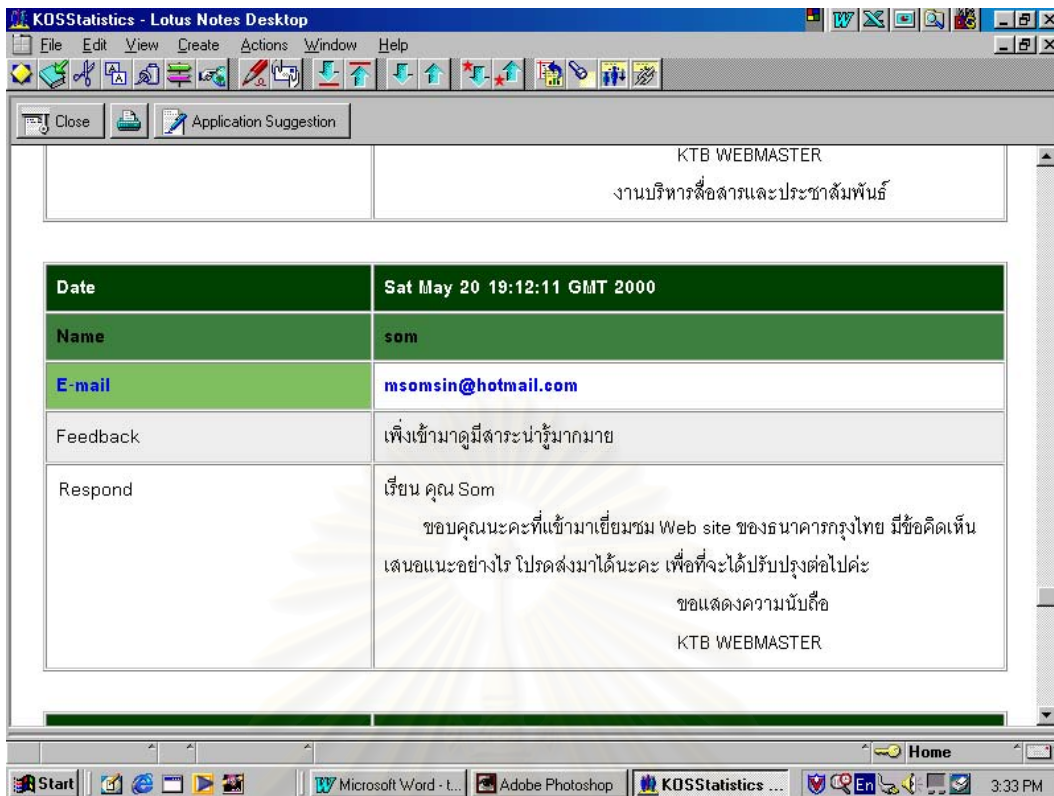 KOSStatistics - Lotus Notes Desktop
File Edit View Create Actions Window Help
Close Application Suggestion
KTB WEBMASTER
งานบริหารสื่อสารและประชาสัมพันธ์
Date Sat May 20 19:12:11 GMT 2000
Name som
E-mail msomsin@hotmail.com
Feedback เพิ่งเข้ามาดูมีสาระน่ารู้มากมาย
Respond เรียน คุณ Som
ขอบคุณนะคะที่แข้ามาเยี่ยมชม Web site ของธนาคารกรุงไทย มีข้อคิดเห็น
เสนอแนะอย่างไร โปรดส่งมาได้นะคะ เพื่อที่จะได้ปรับปรุงต่อไปค่ะ
ขอแสดงความนับถือ
KTB WEBMASTER
Home
Start Microsoft Word - t... Adobe Photoshop KOSStatistics ... En 3:33 PM